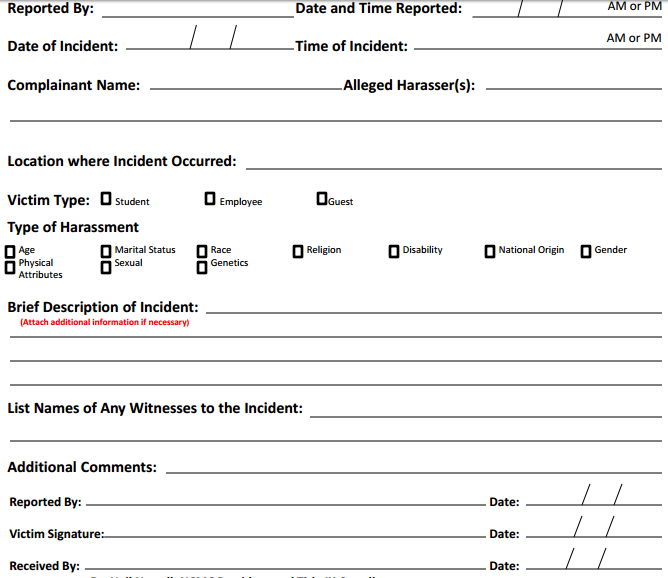 Reported By: Date and Time Reported: / / AM or PM
Date of Incident: / / Time of Incident: AM or PM
Complainant Name: Alleged Harasser(s):
Location where Incident Occurred:
Victim Type: Student Employee Guest
Type of Harassment
Age Marital Status Race Religion Disability National Origin Gender
Physical Attributes Sexual Genetics
Brief Description of Incident:
(Attach additional information if necessary)
List Names of Any Witnesses to the Incident:
Additional Comments:
Reported By: Date: / /
Victim Signature: Date: / /
Received By: Date: / /